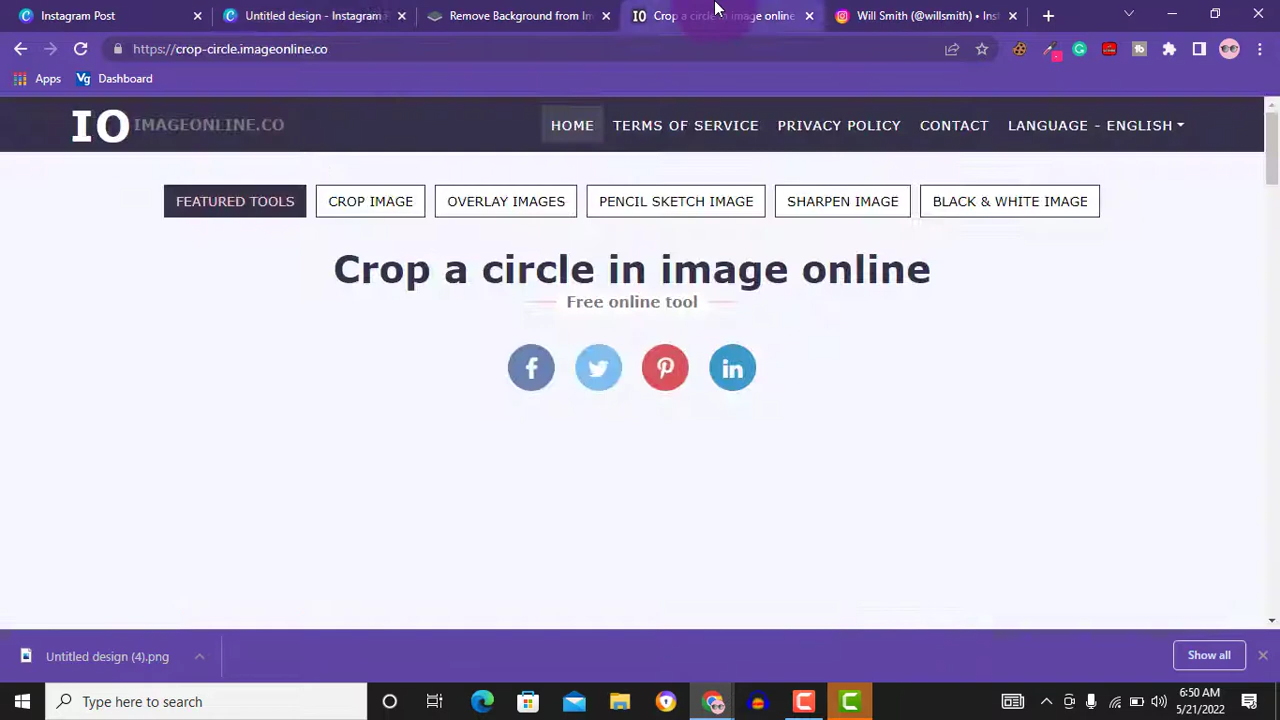 Instagram Post
Untitled design - Instagram P
Remove Background from Im
Crop a circle in image online
Will Smith (@willsmith) • Inst
https://crop-circle.imageonline.co
Apps
Vg Dashboard
IO IMAGEONLINE.CO
HOME
TERMS OF SERVICE
PRIVACY POLICY
CONTACT
LANGUAGE - ENGLISH
FEATURED TOOLS
CROP IMAGE
OVERLAY IMAGES
PENCIL SKETCH IMAGE
SHARPEN IMAGE
BLACK & WHITE IMAGE
Crop a circle in image online
Free online tool
Untitled design (4).png
Show all
Type here to search
6:50 AM
5/21/2022